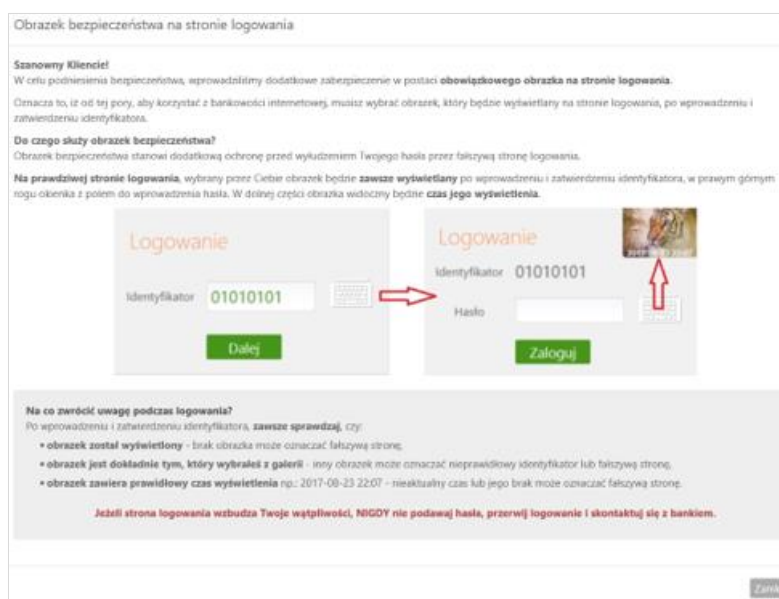 Obrazek bezpieczeństwa na stronie logowania
Szanowny Kliencie!
W celu podniesienia bezpieczeństwa, wprowadziliśmy dodatkowe zabezpieczenie w postaci obowiązkowego obrazka na stronie logowania.
Oznacza to, iż od tej pory, aby korzystać z bankowości internetowej, musisz wybrać obrazek, który będzie wyświetlany na stronie logowania, po wprowadzeniu i
zatwierdzeniu identyfikatora.
Do czego służy obrazek bezpieczeństwa?
Obrazek bezpieczeństwa stanowi dodatkową ochronę przed wyłudzeniem Twojego hasła przez fałszywą stronę logowania.
Na prawdziwej stronie logowania, wybrany przez Ciebie obrazek będzie zawsze wyświetlany po wprowadzeniu i zatwierdzeniu identyfikatora, w prawym górnym
rogu okienka z polem do wprowadzenia hasła. W dolnej części obrazka widoczny będzie czas jego wyświetlenia.
Logowanie
Identyfikator 01010101
Dalej
Logowanie
Identyfikator 01010101
Hasło
Zaloguj
Na co zwrócić uwagę podczas logowania?
Po wprowadzeniu i zatwierdzeniu identyfikatora, zawsze sprawdzaj, czy:
• obrazek został wyświetlony - brak obrazka może oznaczać fałszywą stronę,
• obrazek jest dokładnie tym, który wybrałeś z galerii - inny obrazek może oznaczać nieprawidłowy identyfikator lub fałszywą stronę,
• obrazek zawiera prawidłowy czas wyświetlenia np.: 2017-08-23 22:07 - nieaktualny czas lub jego brak może oznaczać fałszywą stronę.
Jeżeli strona logowania wzbudza Twoje wątpliwości, NIGDY nie podawaj hasła, przerwij logowanie i skontaktuj się z bankiem.